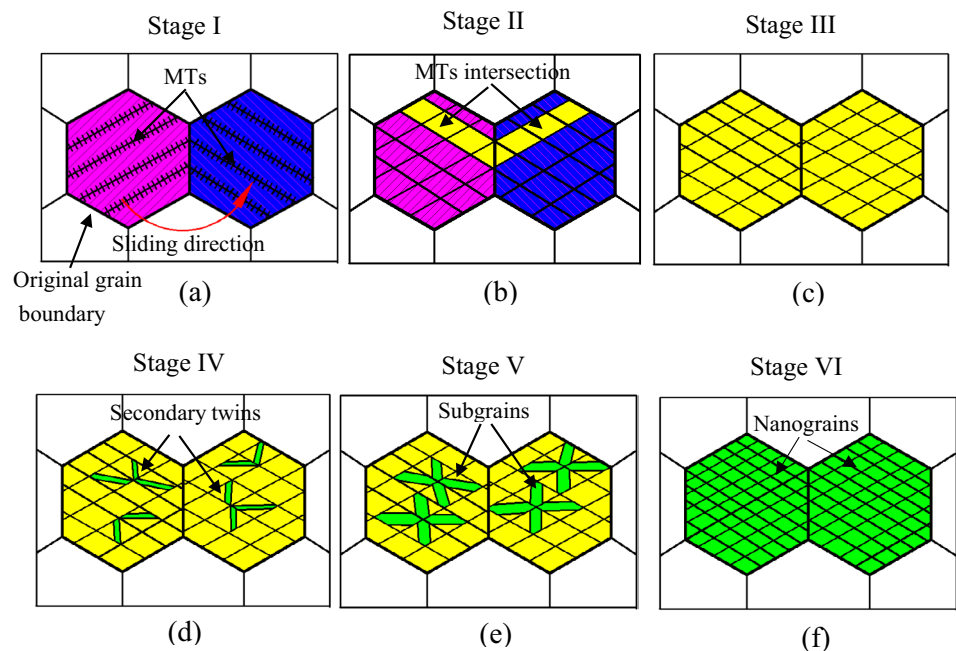 Stage I
Stage II
Stage III
MTs
MTs intersection
Sliding direction
Original grain
boundary
(a)
(b)
(c)
Stage IV
Stage V
Stage VI
Secondary twins
Subgrains
Nanograins
(d)
(e)
(f)